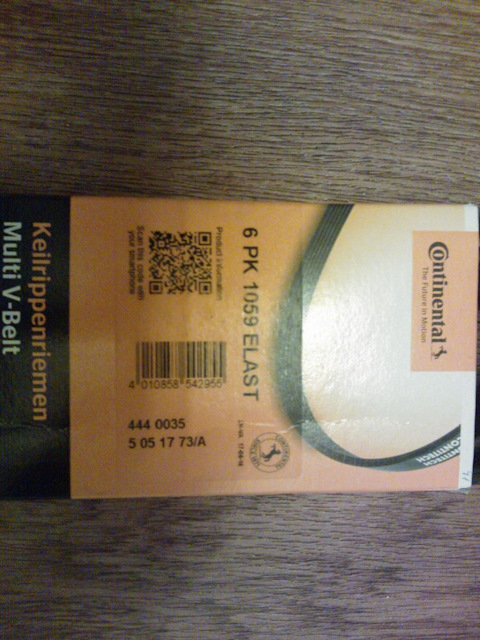 Continental
The Future in Motion
CONTITECH
6 PK 1059 ELAST
Product information
Scan this code with
your smartphone
4 010858 542955
444 0035
5 05 17 73/A
Keilrippenriemen
Multi V-Belt